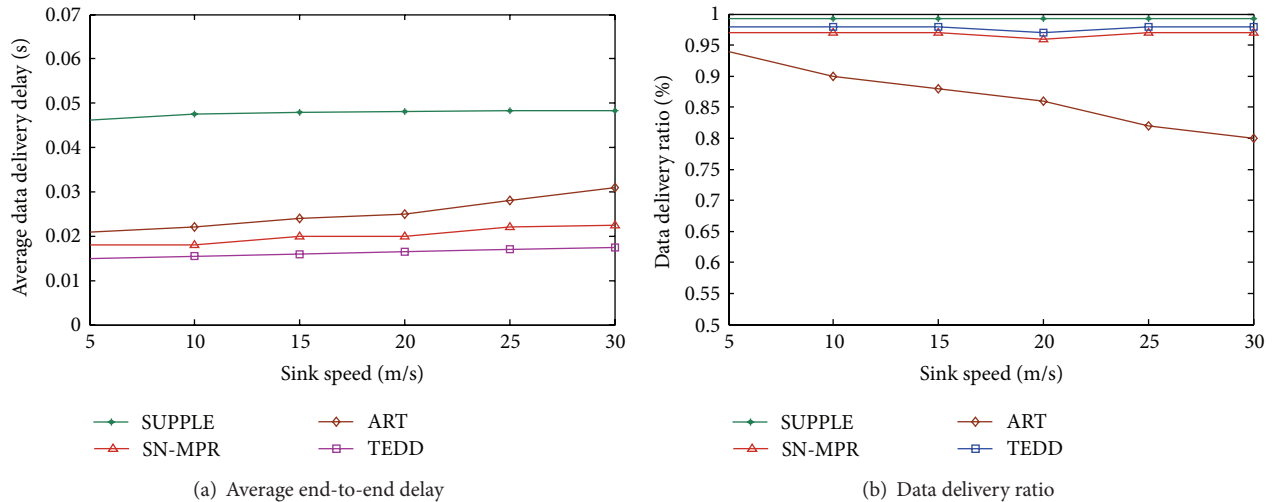 0.07
0.06
0.05
0.04
0.03
0.02
0.01
0
Average data delivery delay (s)
5 10 15 20 25 30
Sink speed (m/s)
SUPPLE ART
SN-MPR TEDD
(a) Average end-to-end delay
1
0.95
0.9
0.85
0.8
0.75
0.7
0.65
0.6
0.55
0.5
Data delivery ratio (%)
5 10 15 20 25 30
Sink speed (m/s)
SUPPLE ART
SN-MPR TEDD
(b) Data delivery ratio